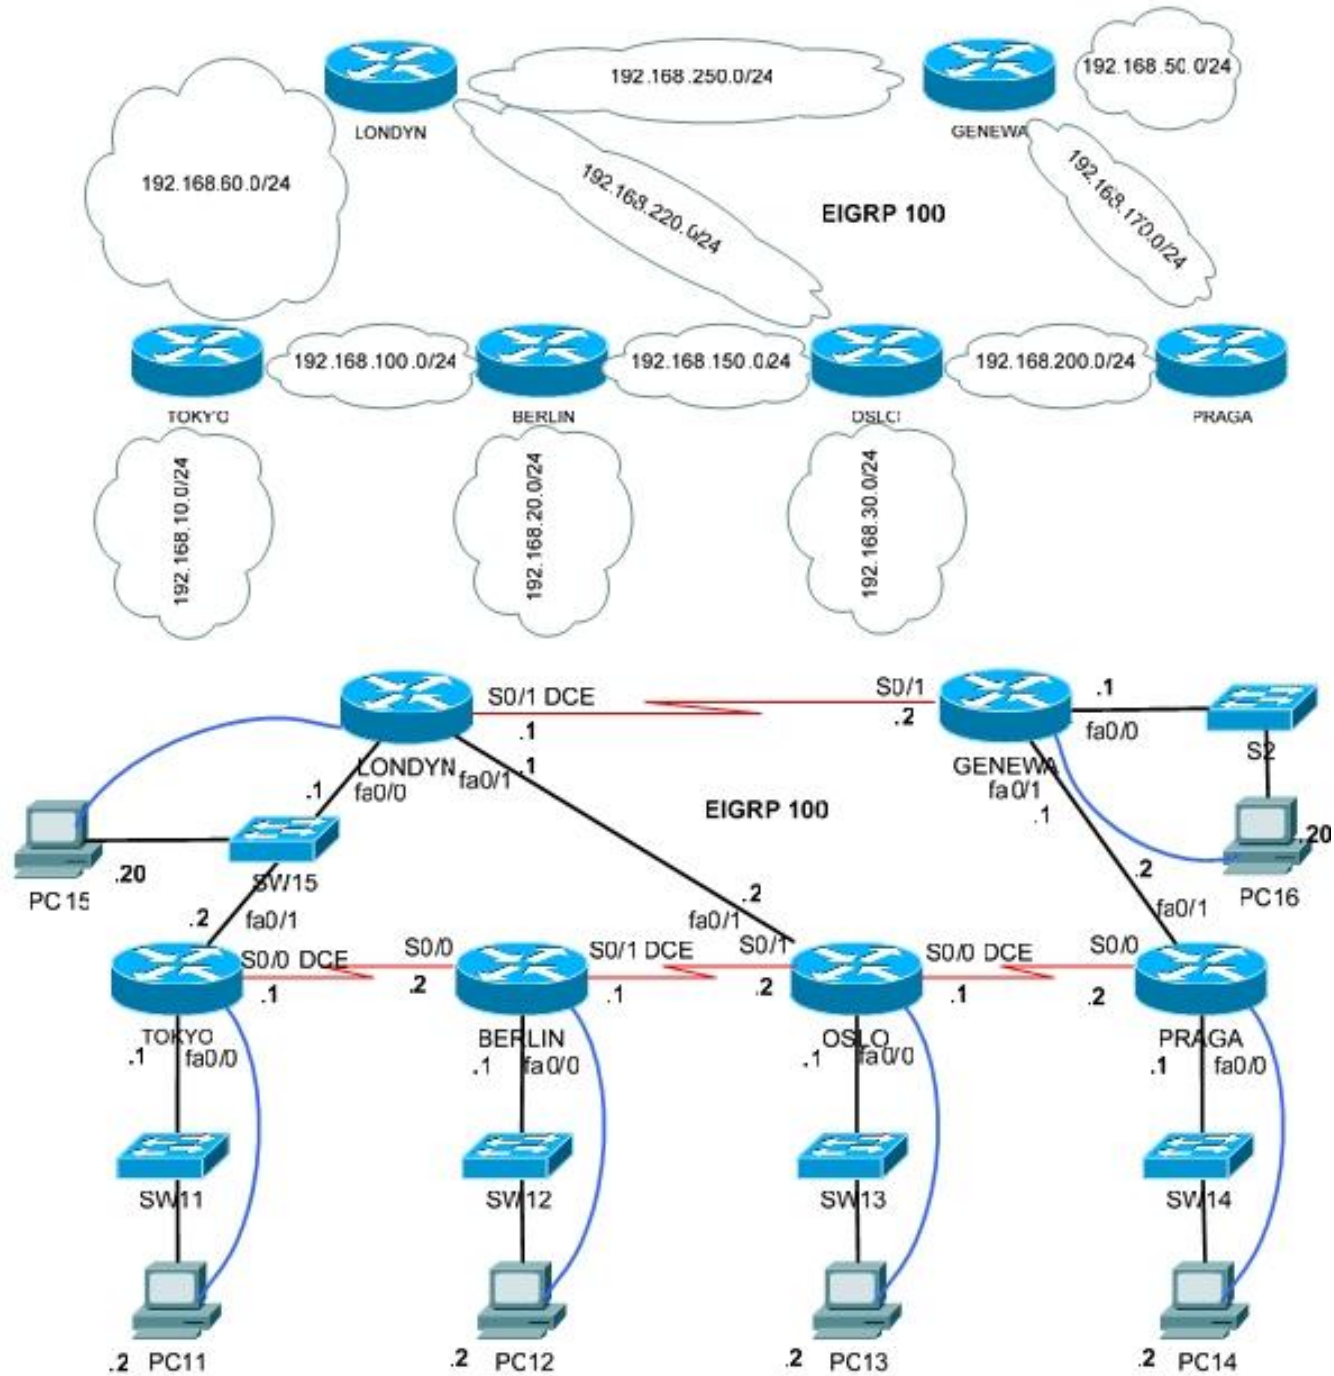 192.168.250.0/24
192.168.50.0/24
LONDYN
GENEWA
192.168.60.0/24
192.168.220.0/24
192.168.170.0/24
EIGRP 100
192.168.100.0/24
192.168.150.0/24
192.168.200.0/24
TOKYO
BERLIN
OSLO
PRAGA
192.168.10.0/24
192.168.20.0/24
192.168.30.0/24
S0/1 DCE
S0/1
.1
.1
.2
fa0/0
S2
LONDYN
fa0/1
.1
GENEWA
.1
fa0/0
fa0/1
.1
EIGRP 100
.20
.20
PC15
SW15
.2
PC16
.2
fa0/1
.2
fa0/1
fa0/1
S0/0 DCE
S0/0
S0/1 DCE
S0/1
S0/0 DCE
S0/0
.1
.2
.1
.2
.1
.2
TOKYO
BERLIN
OSLO
PRAGA
.1
fa0/0
.1
fa0/0
.1
fa0/0
.1
fa0/0
SW11
SW12
SW13
SW14
.2
PC11
.2
PC12
.2
PC13
.2
PC14